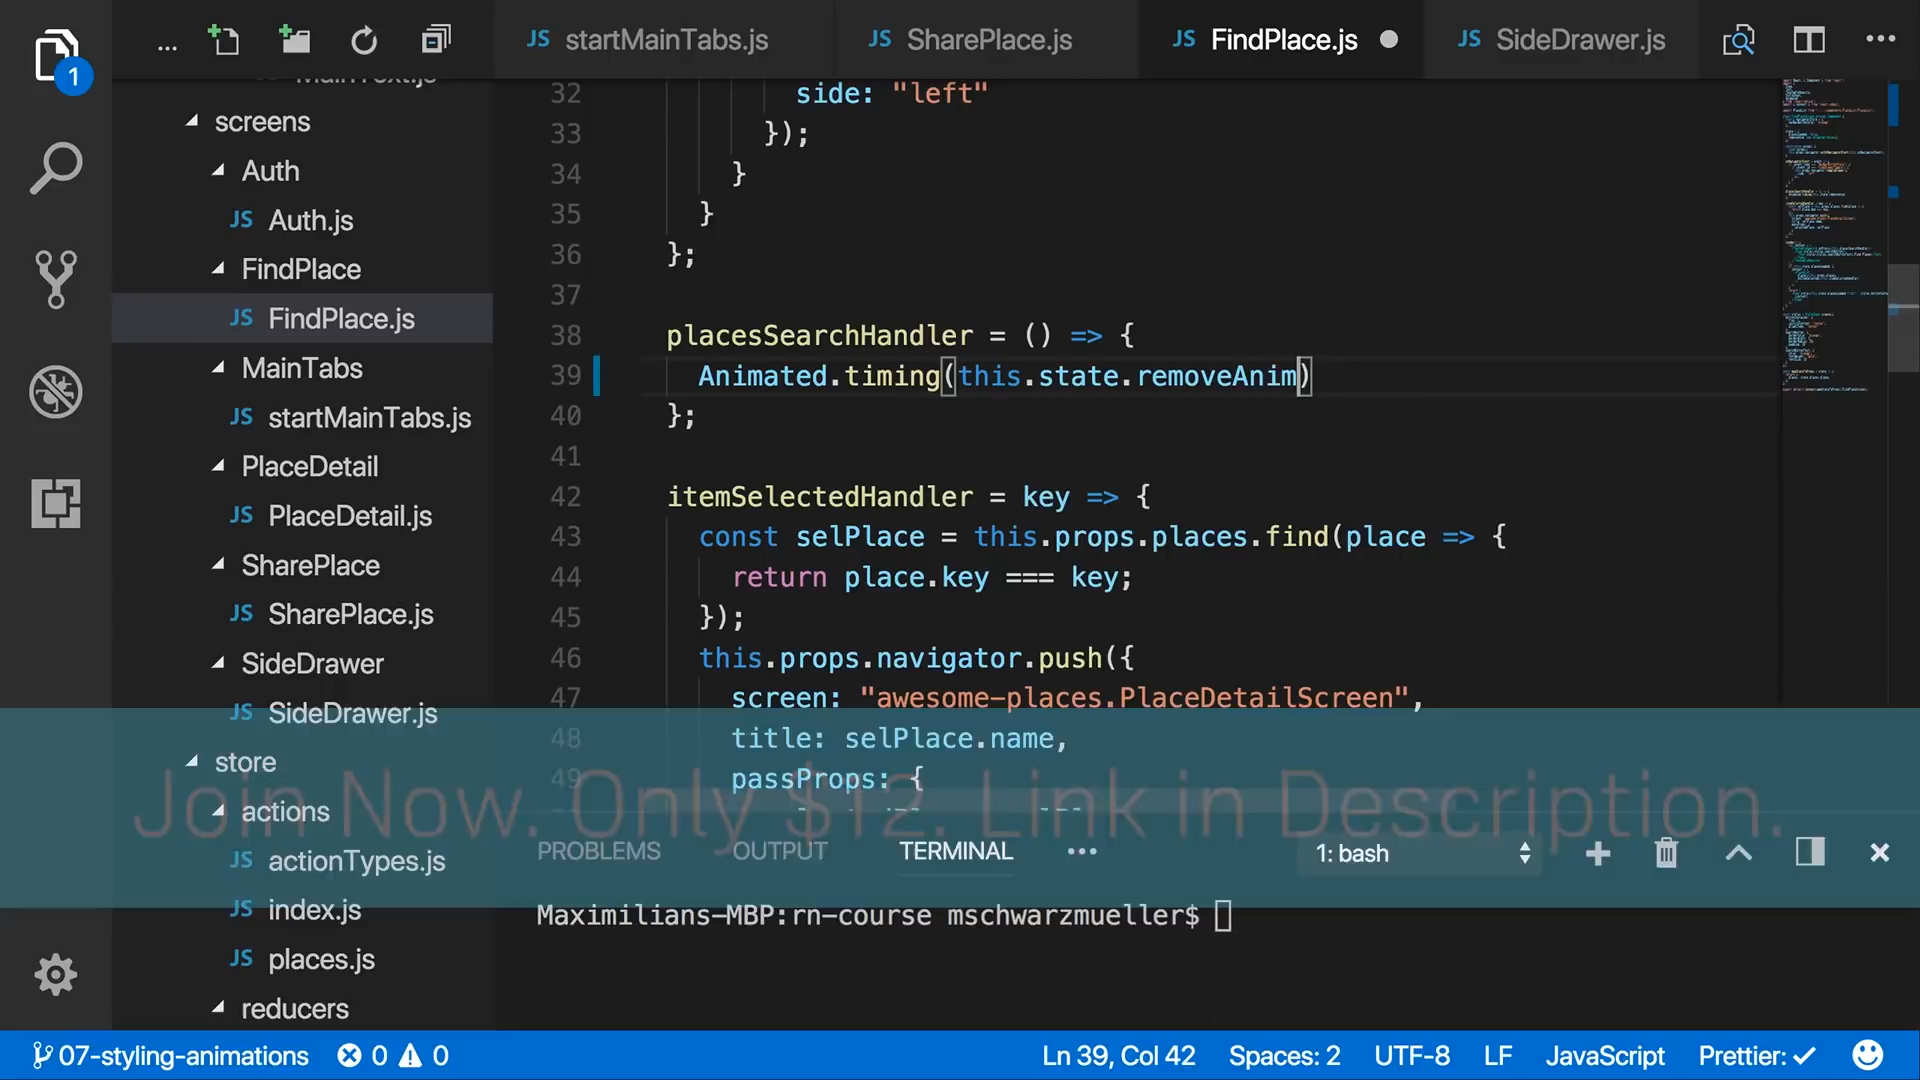 ... startMainTabs.js SharePlace.js FindPlace.js SideDrawer.js
1
MainText.js
screens
Auth
JS Auth.js
FindPlace
JS FindPlace.js
MainTabs
JS startMainTabs.js
PlaceDetail
JS PlaceDetail.js
SharePlace
JS SharePlace.js
SideDrawer
JS SideDrawer.js
store
actions
JS actionTypes.js
JS index.js
JS places.js
reducers
32 side: "left"
33 });
34 }
35 }
36 };
37
38 placesSearchHandler = () => {
39 Animated.timing(this.state.removeAnim)
40 };
41
42 itemSelectedHandler = key => {
43 const selPlace = this.props.places.find(place => {
44 return place.key === key;
45 });
46 this.props.navigator.push({
47 screen: "awesome-places.PlaceDetailScreen",
48 title: selPlace.name,
49 passProps: {
Join Now. Only $12. Link in Description.
PROBLEMS OUTPUT TERMINAL ... 1: bash
Maximilians-MBP:rn-course mschwarzmueller$
07-styling-animations 0 0 Ln 39, Col 42 Spaces: 2 UTF-8 LF JavaScript Prettier: ✓